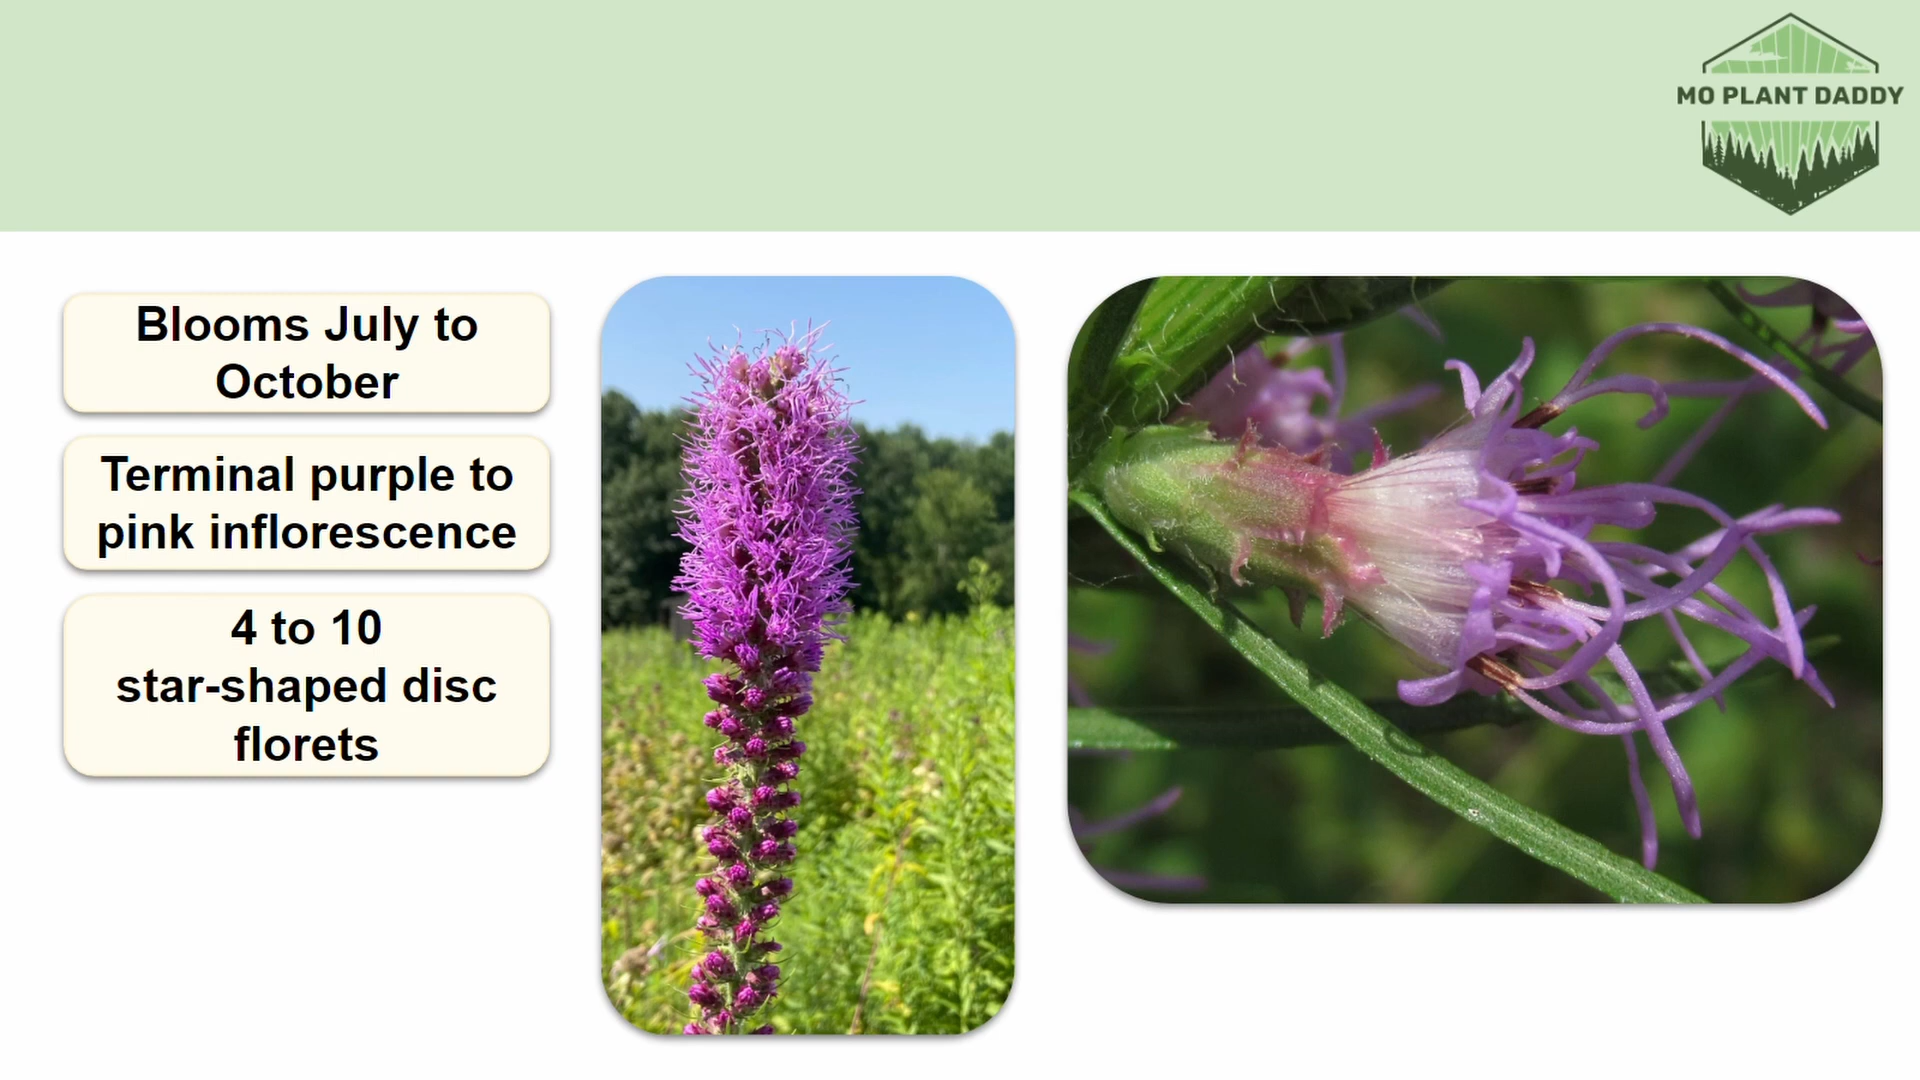 MO PLANT DADDY
Blooms July to
October
Terminal purple to
pink inflorescence
4 to 10
star-shaped disc
florets